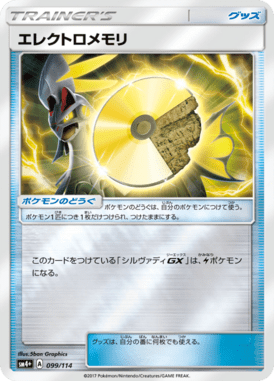 TRAINER'S
グッズ
エレクトロメモリ
ポケモンのどうぐ
ポケモンのどうぐは、自分のポケモンにつけて使う。
ポケモン1匹につき1枚だけつけられ、つけたままにする。
このカードをつけている「シルヴァディGX」は、ポケモン
になる。
Illus. 5ban Graphics
SM4+ A 099/114
グッズは、自分の番に何枚でも使える。
©2017 Pokémon/Nintendo/Creatures/GAME FREAK.